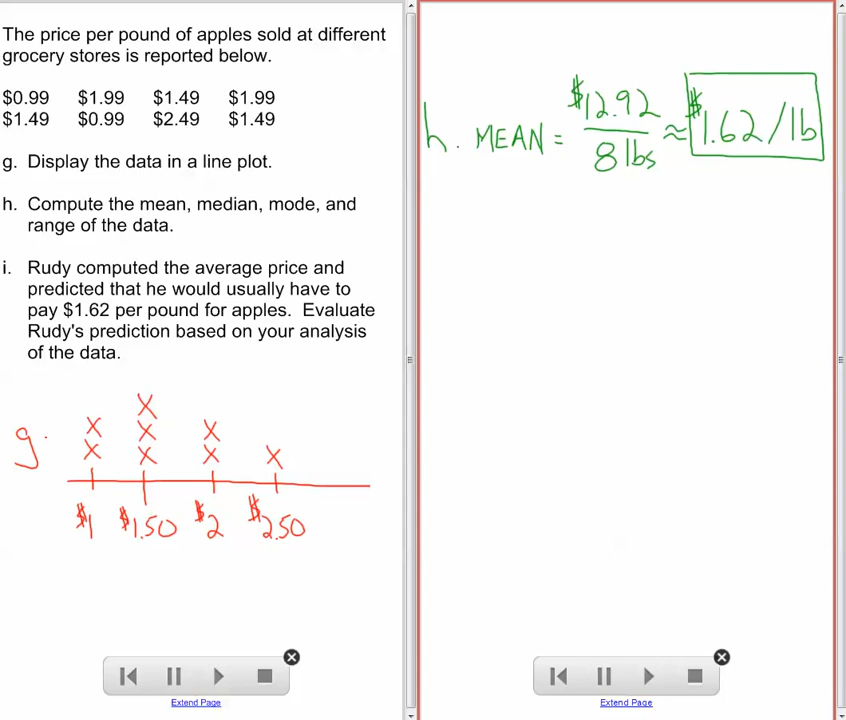 The price per pound of apples sold at different
grocery stores is reported below.
$0.99 $1.99 $1.49 $1.99
$1.49 $0.99 $2.49 $1.49
g. Display the data in a line plot.
h. Compute the mean, median, mode, and
range of the data.
i. Rudy computed the average price and
predicted that he would usually have to
pay $1.62 per pound for apples. Evaluate
Rudy's prediction based on your analysis
of the data.
g.
X
X X X X
X X X X
$1 $1.50 $2 $2.50
Extend Page
h. MEAN = $12.92 / 8 lbs ≈ $1.62/lb
Extend Page